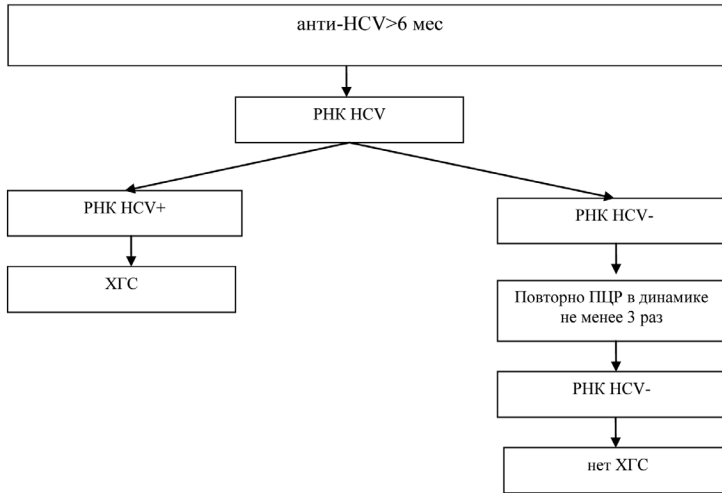 анти-HCV>6 мес
РНК HCV
РНК HCV+
РНК HCV-
ХГС
Повторно ПЦР в динамике
не менее 3 раз
РНК HCV-
нет ХГС